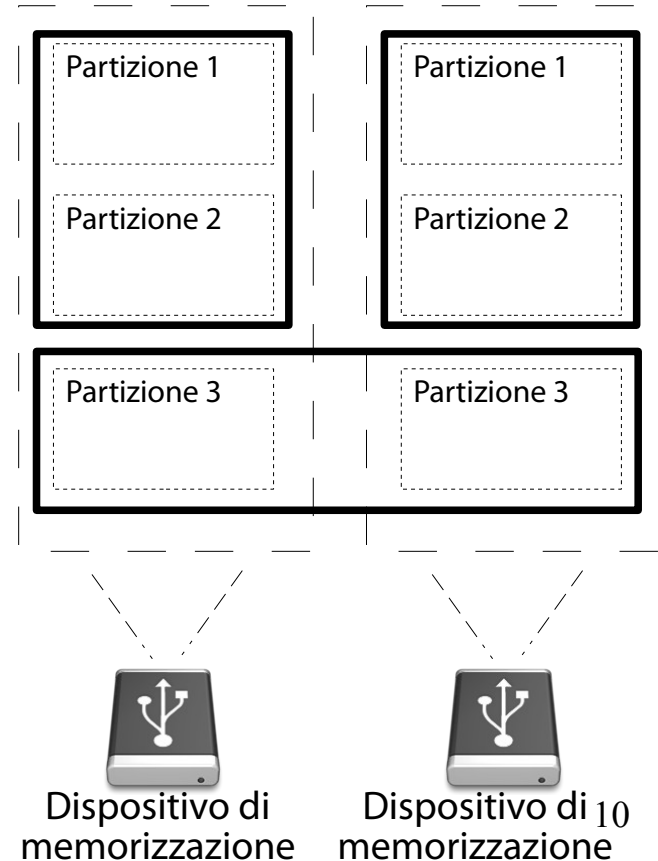 Partizione 1
Partizione 1
Partizione 2
Partizione 2
Partizione 3
Partizione 3
Dispositivo di
memorizzazione
Dispositivo di
memorizzazione
10